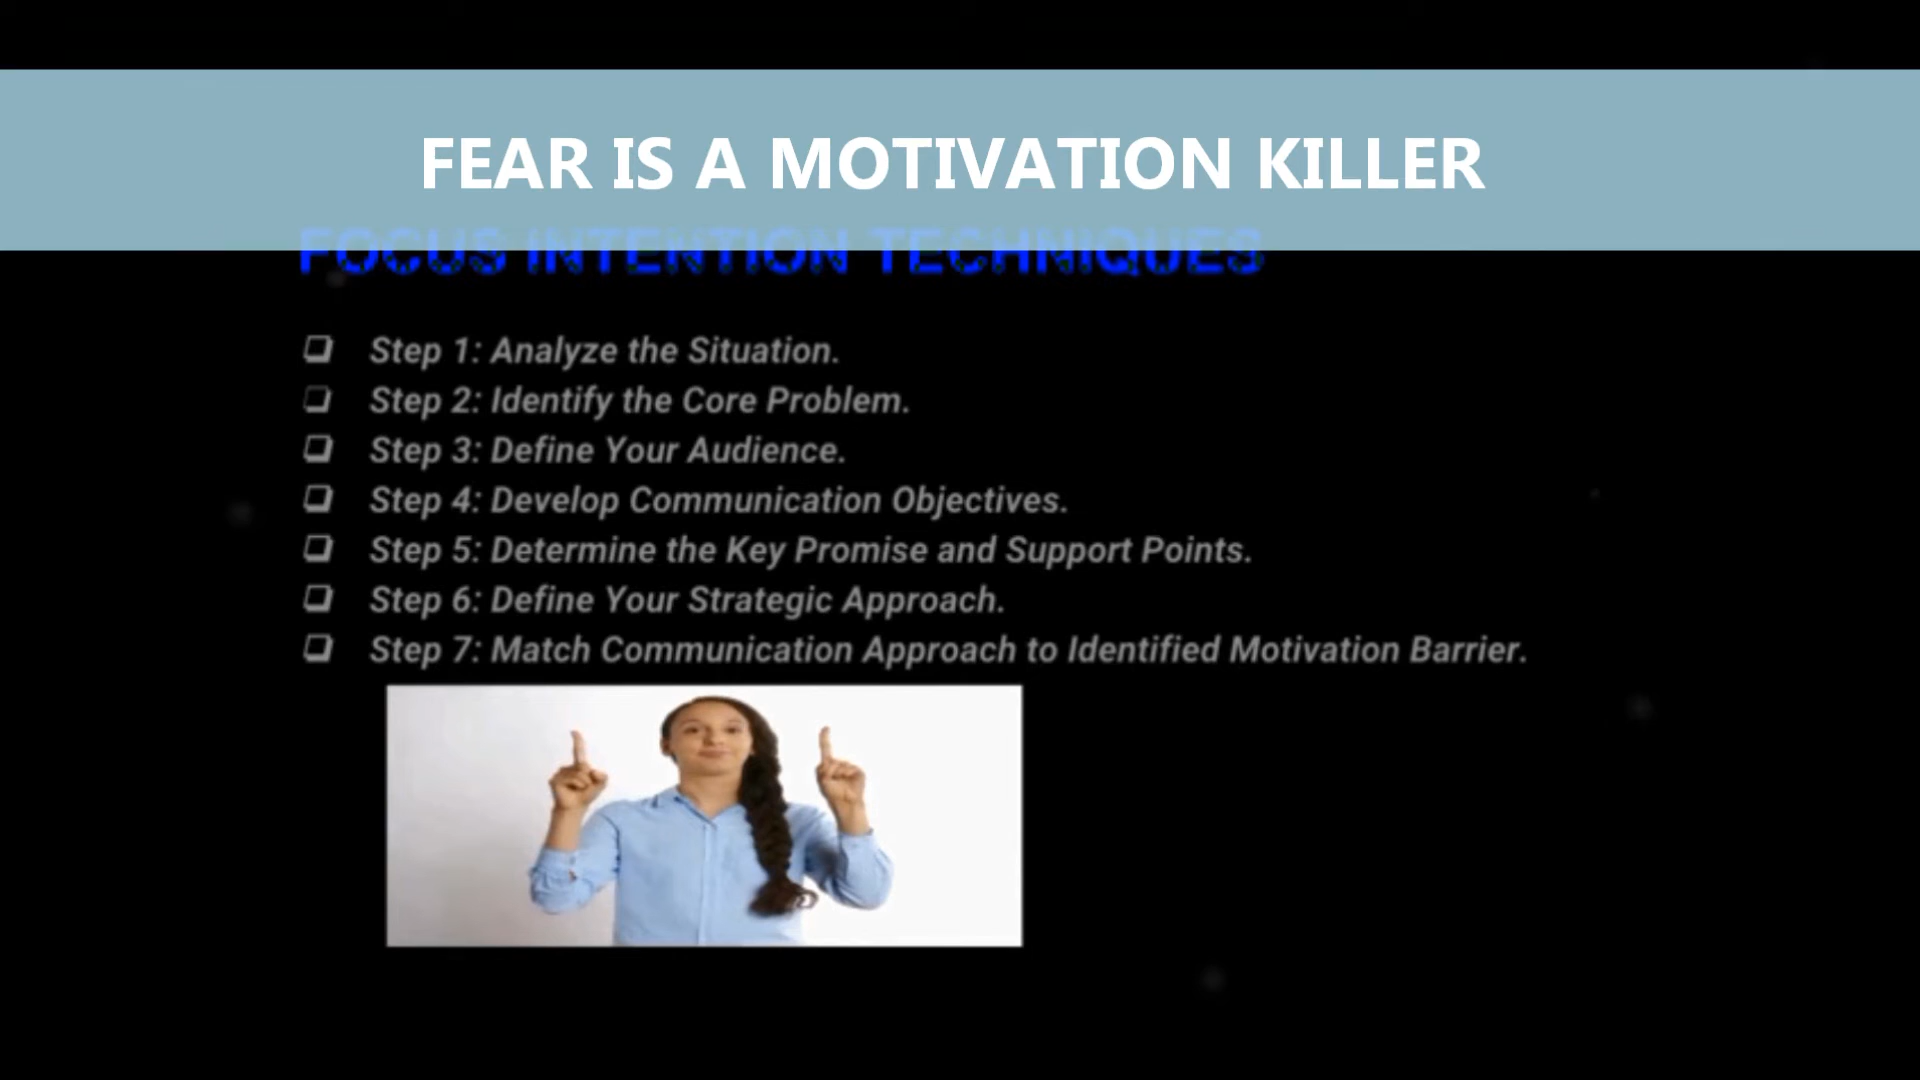 FEAR IS A MOTIVATION KILLER
FOCUS INTENTION TECHNIQUES
Step 1: Analyze the Situation.
Step 2: Identify the Core Problem.
Step 3: Define Your Audience.
Step 4: Develop Communication Objectives.
Step 5: Determine the Key Promise and Support Points.
Step 6: Define Your Strategic Approach.
Step 7: Match Communication Approach to Identified Motivation Barrier.